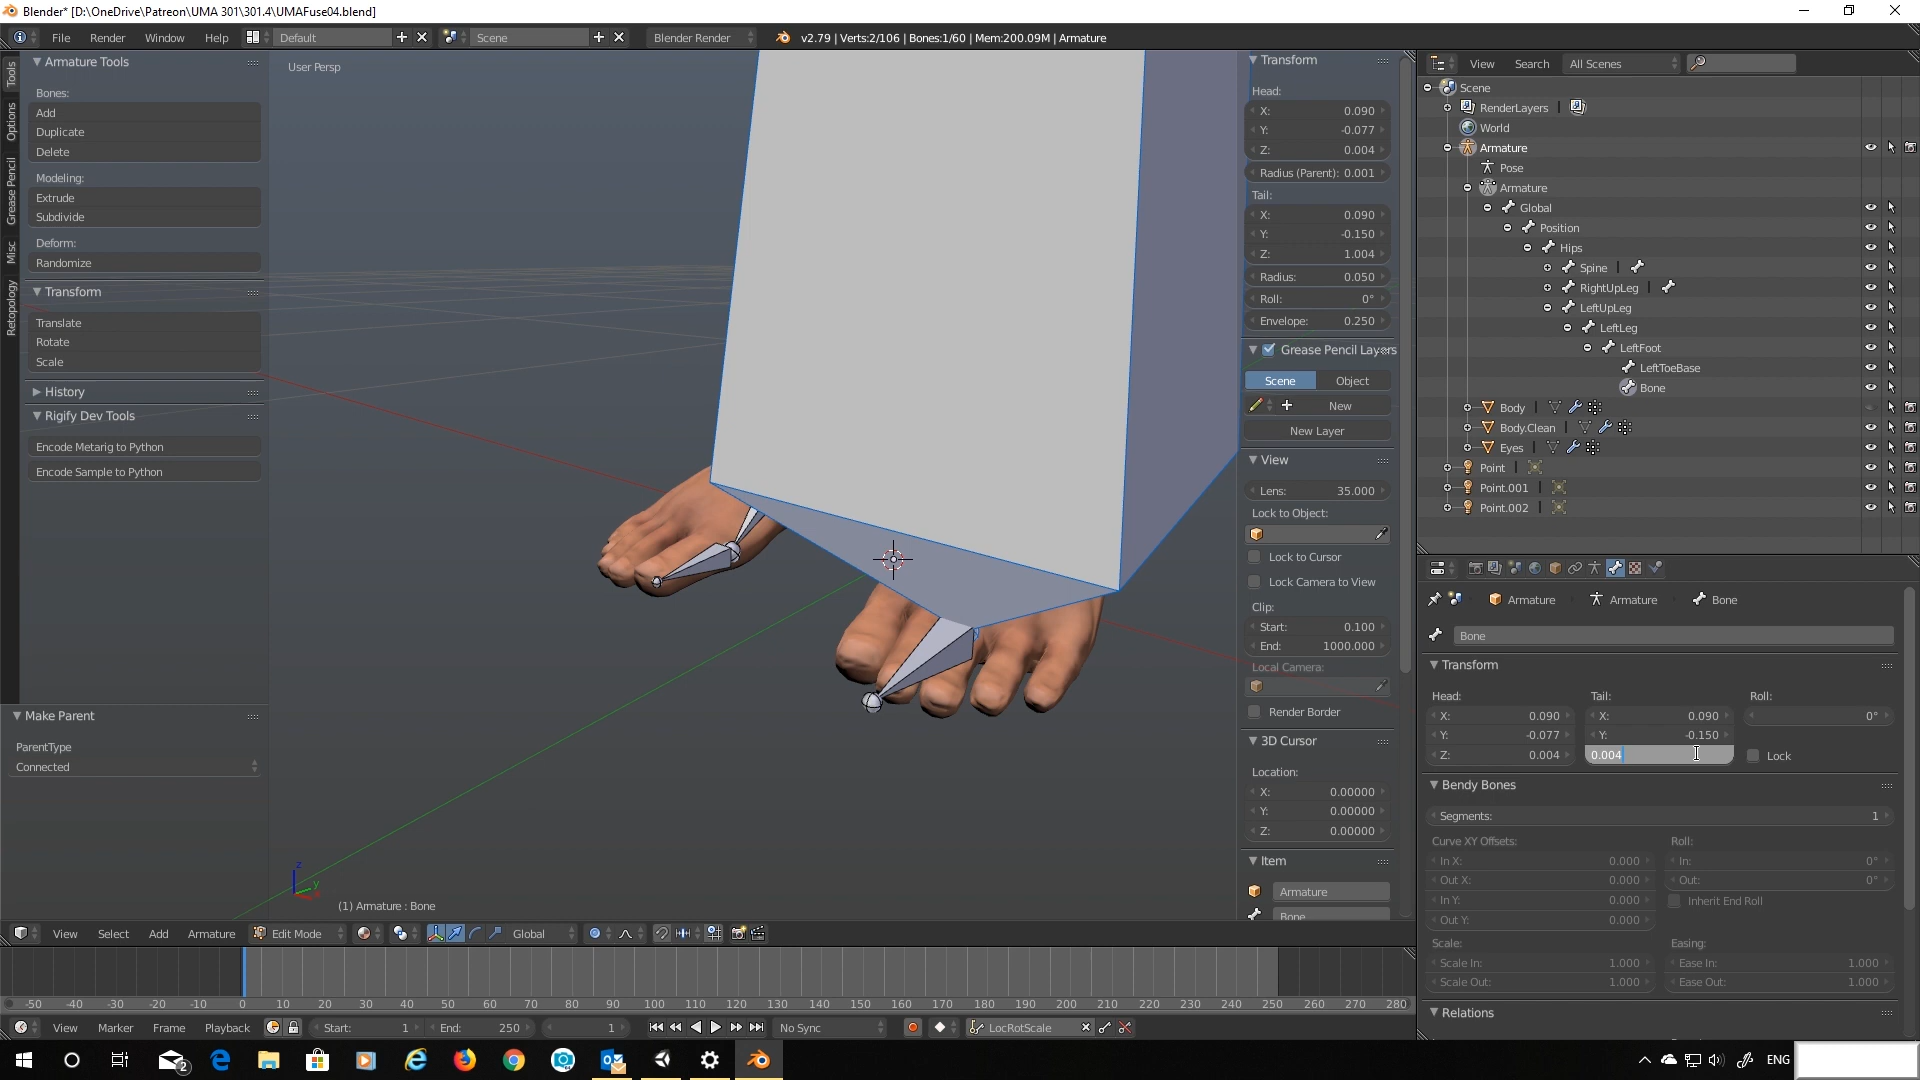 Blender* [D:\OneDrive\Patreon\UMA 301\301.4\UMAFuse04.blend]
File Render Window Help Default Scene Blender Render v2.79 | Verts:2/106 | Bones:1/60 | Mem:200.09M | Armature
Tools
Options
Grease Pencil
Misc
Retopology
Armature Tools
Bones:
Add
Duplicate
Delete
Modeling:
Extrude
Subdivide
Deform:
Randomize
Transform
Translate
Rotate
Scale
History
Rigify Dev Tools
Encode Metarig to Python
Encode Sample to Python
Make Parent
ParentType
Connected
User Persp
z
y
(1) Armature : Bone
Transform
Head:
X: 0.090
Y: -0.077
Z: 0.004
Radius (Parent): 0.001
Tail:
X: 0.090
Y: -0.150
Z: 1.004
Radius: 0.050
Roll: 0°
Envelope: 0.250
Grease Pencil Layers
Scene Object
New
New Layer
View
Lens: 35.000
Lock to Object:
Lock to Cursor
Lock Camera to View
Clip:
Start: 0.100
End: 1000.000
Local Camera:
Render Border
3D Cursor
Location:
X: 0.00000
Y: 0.00000
Z: 0.00000
Item
Armature
Bone
View Search All Scenes
Scene
RenderLayers |
World
Armature
Pose
Armature
Global
Position
Hips
Spine |
RightUpLeg |
LeftUpLeg
LeftLeg
LeftFoot
LeftToeBase
Bone
Body |
Body.Clean |
Eyes |
Point |
Point.001 |
Point.002 |
Armature Armature Bone
Bone
Transform
Head: Tail: Roll:
X: 0.090 X: 0.090 0°
Y: -0.077 Y: -0.150
Z: 0.004 0.004 Lock
Bendy Bones
Segments: 1
Curve XY Offsets: Roll:
In X: 0.000 In: 0°
Out X: 0.000 Out: 0°
In Y: 0.000 Inherit End Roll
Out Y: 0.000
Scale: Easing:
Scale In: 1.000 Ease In: 1.000
Scale Out: 1.000 Ease Out: 1.000
Relations
View Select Add Armature Edit Mode Global
-50 -40 -30 -20 -10 0 10 20 30 40 50 60 70 80 90 100 110 120 130 140 150 160 170 180 190 200 210 220 230 240 250 260 270 280
View Marker Frame Playback Start: 1 End: 250 1 No Sync LocRotScale
2
ENG